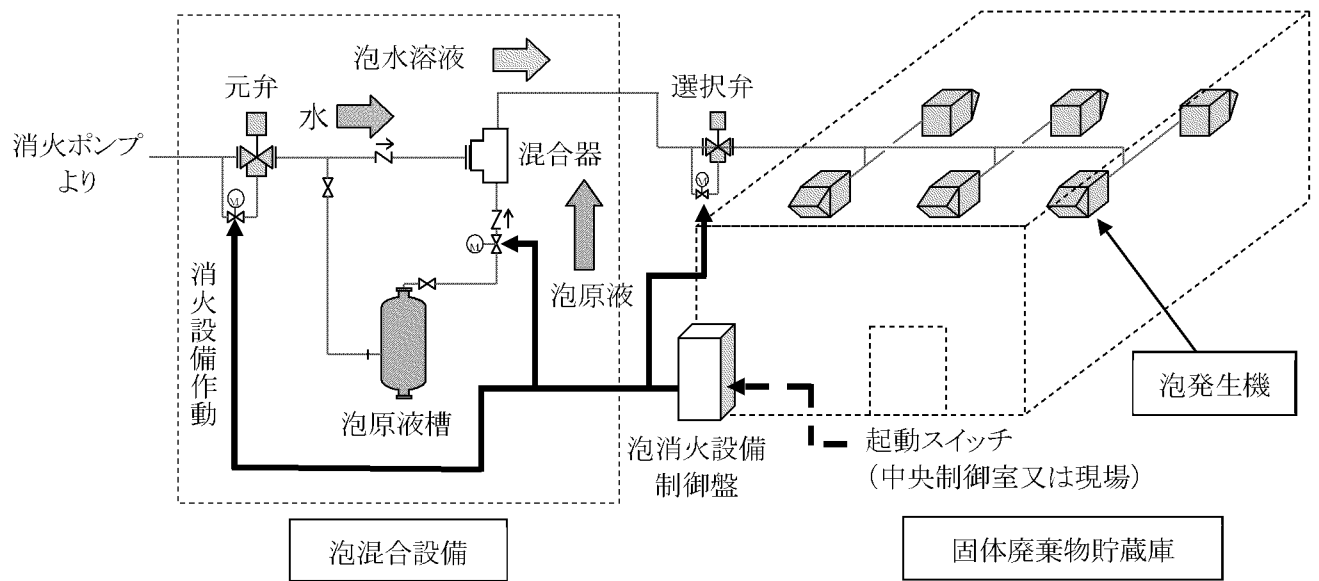 泡水溶液
元弁
選択弁
水
消火ポンプ
より
混合器
M
M
M
消火設備作動
泡原液
泡原液槽
泡発生機
泡消火設備
制御盤
起動スイッチ
（中央制御室又は現場）
泡混合設備
固体廃棄物貯蔵庫